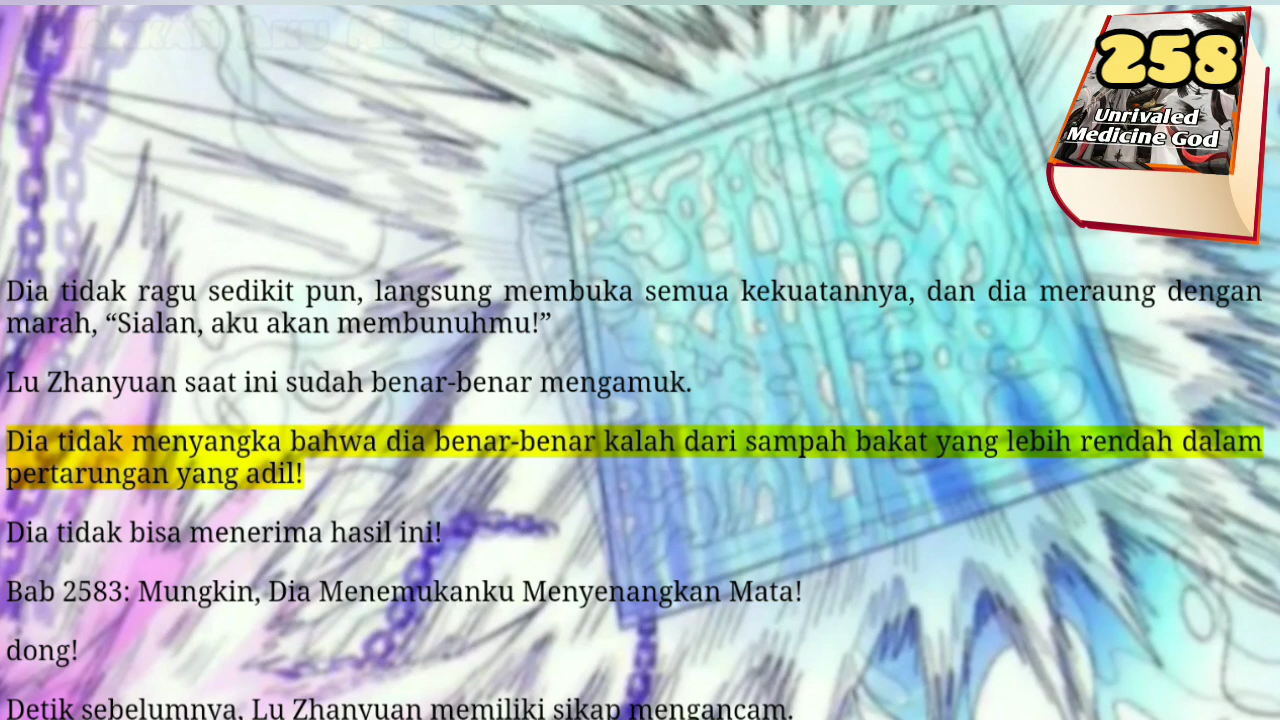 258
Unrivaled
Medicine God
Dia tidak ragu sedikit pun, langsung membuka semua kekuatannya, dan dia meraung dengan
marah, “Sialan, aku akan membunuhmu!”
Lu Zhanyuan saat ini sudah benar-benar mengamuk.
Dia tidak menyangka bahwa dia benar-benar kalah dari sampah bakat yang lebih rendah dalam
pertarungan yang adil!
Dia tidak bisa menerima hasil ini!
Bab 2583: Mungkin, Dia Menemukanku Menyenangkan Mata!
dong!
Detik sebelumnya, Lu Zhanyuan memiliki sikap mengancam.